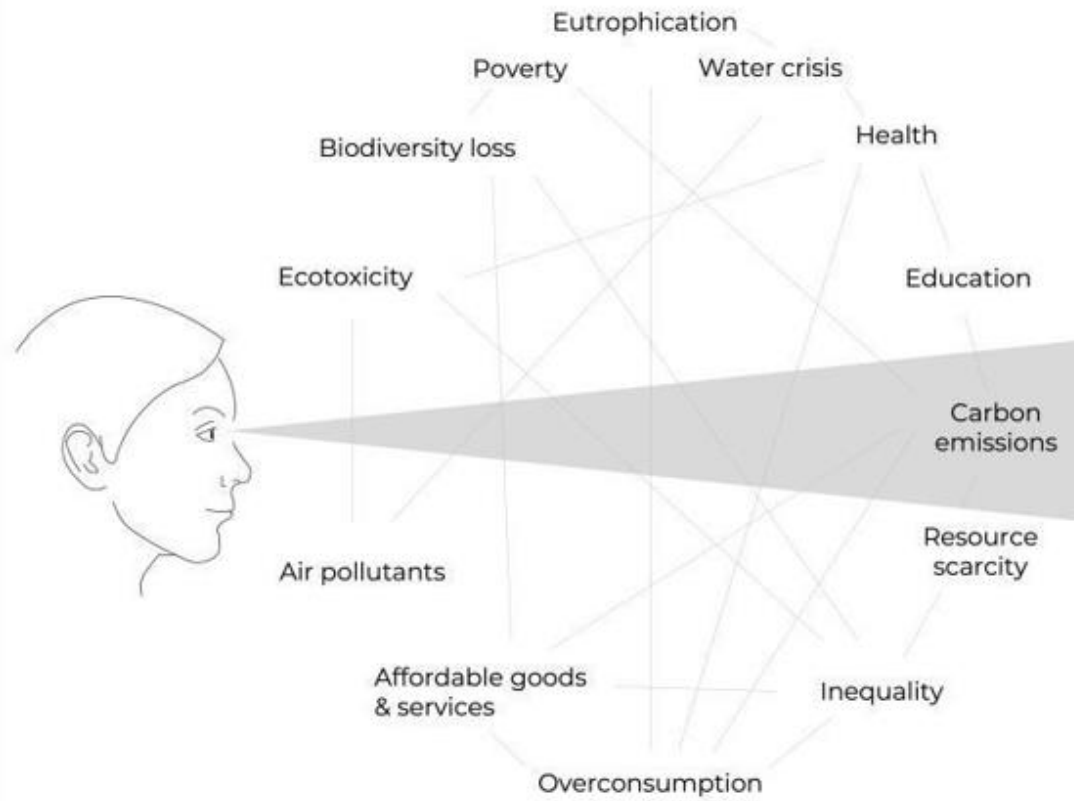 Eutrophication
Poverty
Water crisis
Health
Biodiversity loss
Ecotoxicity
Education
Carbon
emissions
Resource
scarcity
Air pollutants
Affordable goods
& services
Inequality
Overconsumption